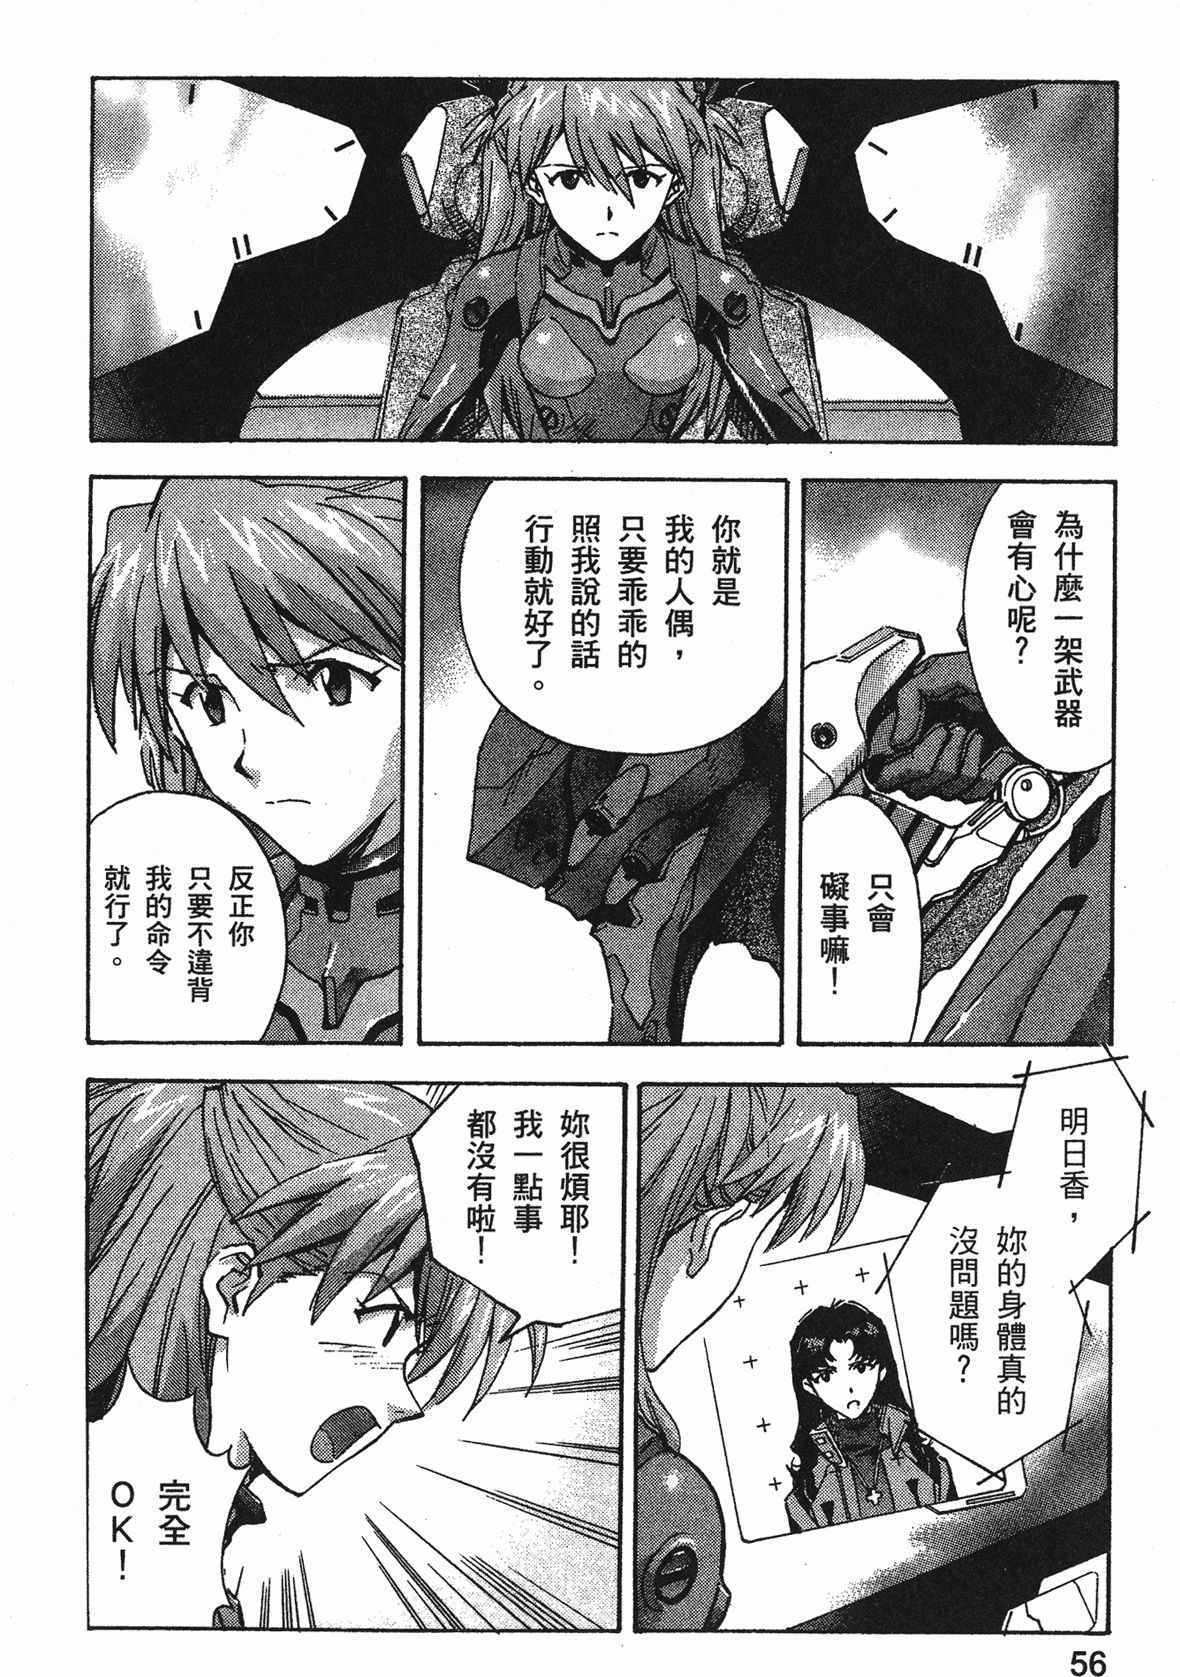 為什麼一架武器
會有心呢？
只會
礙事嘛！
你就是
我的人偶，
只要乖乖的
照我說的話
行動就好了。
反正你
只要不違背
我的命令
就行了。
明日香，
妳的身體真的
沒問題嗎？
妳很煩耶！
我一點事
都沒有啦！
完全
OK！
56